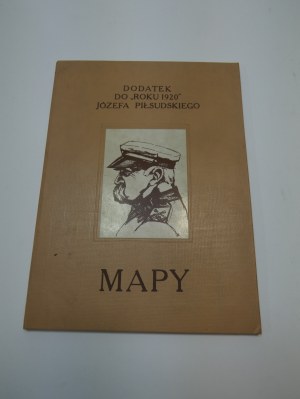 DODATEK
DO „ROKU 1920"
JÓZEFA PIŁSUDSKIEGO
MAPY